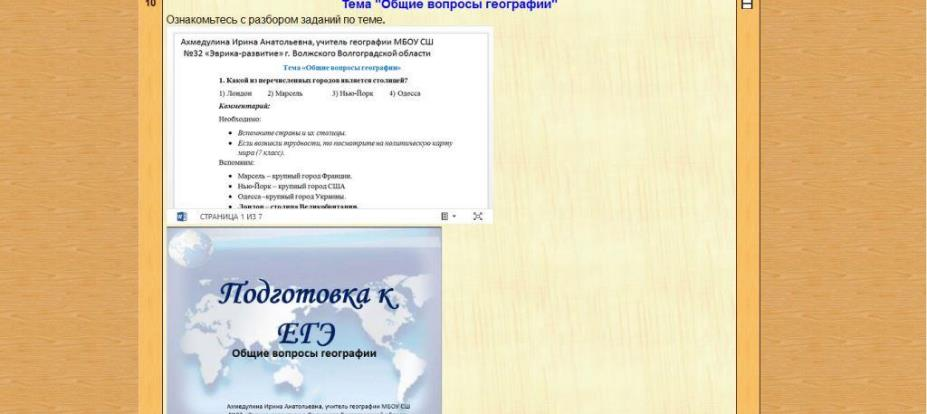 10
Тема "Общие вопросы географии"
Ознакомьтесь с разбором заданий по теме.
Ахмедулина Ирина Анатольевна, учитель географии МБОУ СШ
№32 «Эврика-развитие» г. Волжского Волгоградской области
Тема «Общие вопросы географии»
1. Какой из перечисленных городов является столицей?
1) Лондон 2) Марсель 3) Нью-Йорк 4) Одесса
Комментарий:
Необходимо:
• Вспомните страны и их столицы.
• Если возникли трудности, то посмотрите на политическую карту
мира (7 класс).
Вспомним:
• Марсель – крупный город Франции.
• Нью-Йорк – крупный город США
• Одесса –крупный город Украины.
• Лондон – столица Великобритании.
СТРАНИЦА 1 ИЗ 7
Подготовка к
ЕГЭ
Общие вопросы географии
Ахмедулина Ирина Анатольевна, учитель географии МБОУ СШ